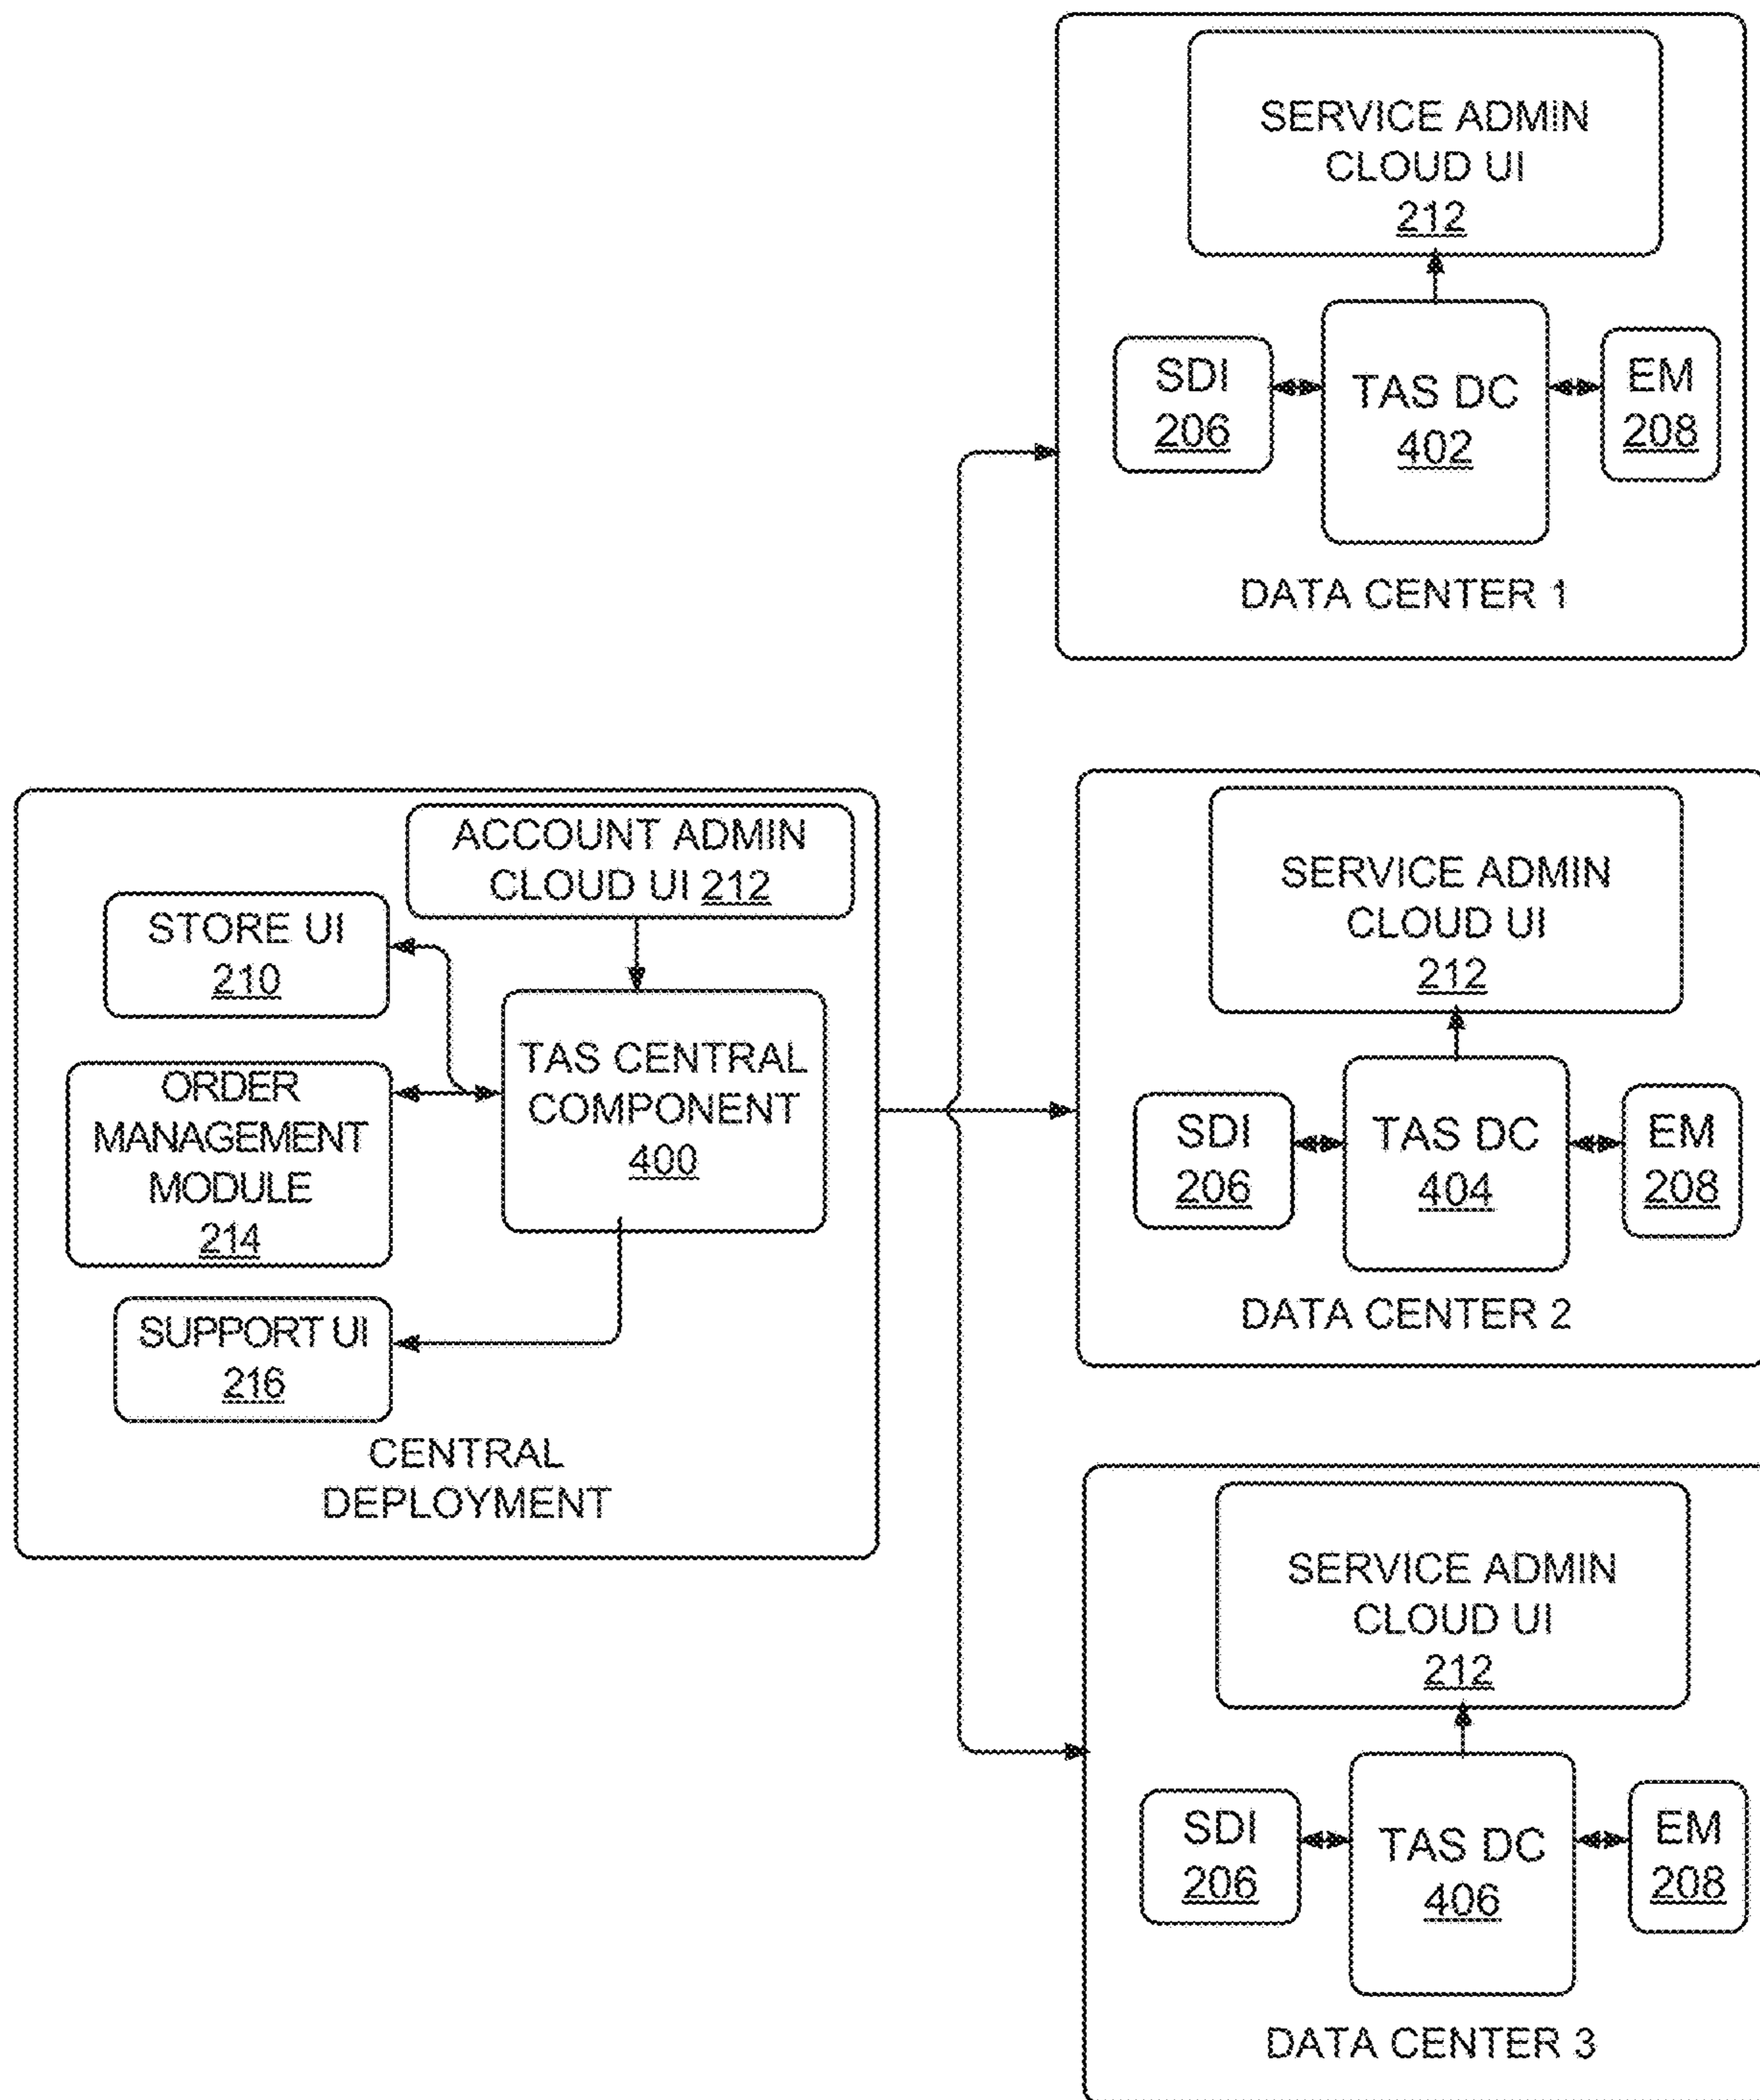 SERVICE ADMIN
CLOUD UI
212
SDI
206
TAS DC
402
EM
208
DATA CENTER 1
ACCOUNT ADMIN
CLOUD UI 212
STORE UI
210
ORDER
MANAGEMENT
MODULE
214
TAS CENTRAL
COMPONENT
400
SUPPORT UI
216
CENTRAL
DEPLOYMENT
SERVICE ADMIN
CLOUD UI
212
SDI
206
TAS DC
404
EM
208
DATA CENTER 2
SERVICE ADMIN
CLOUD UI
212
SDI
206
TAS DC
406
EM
208
DATA CENTER 3